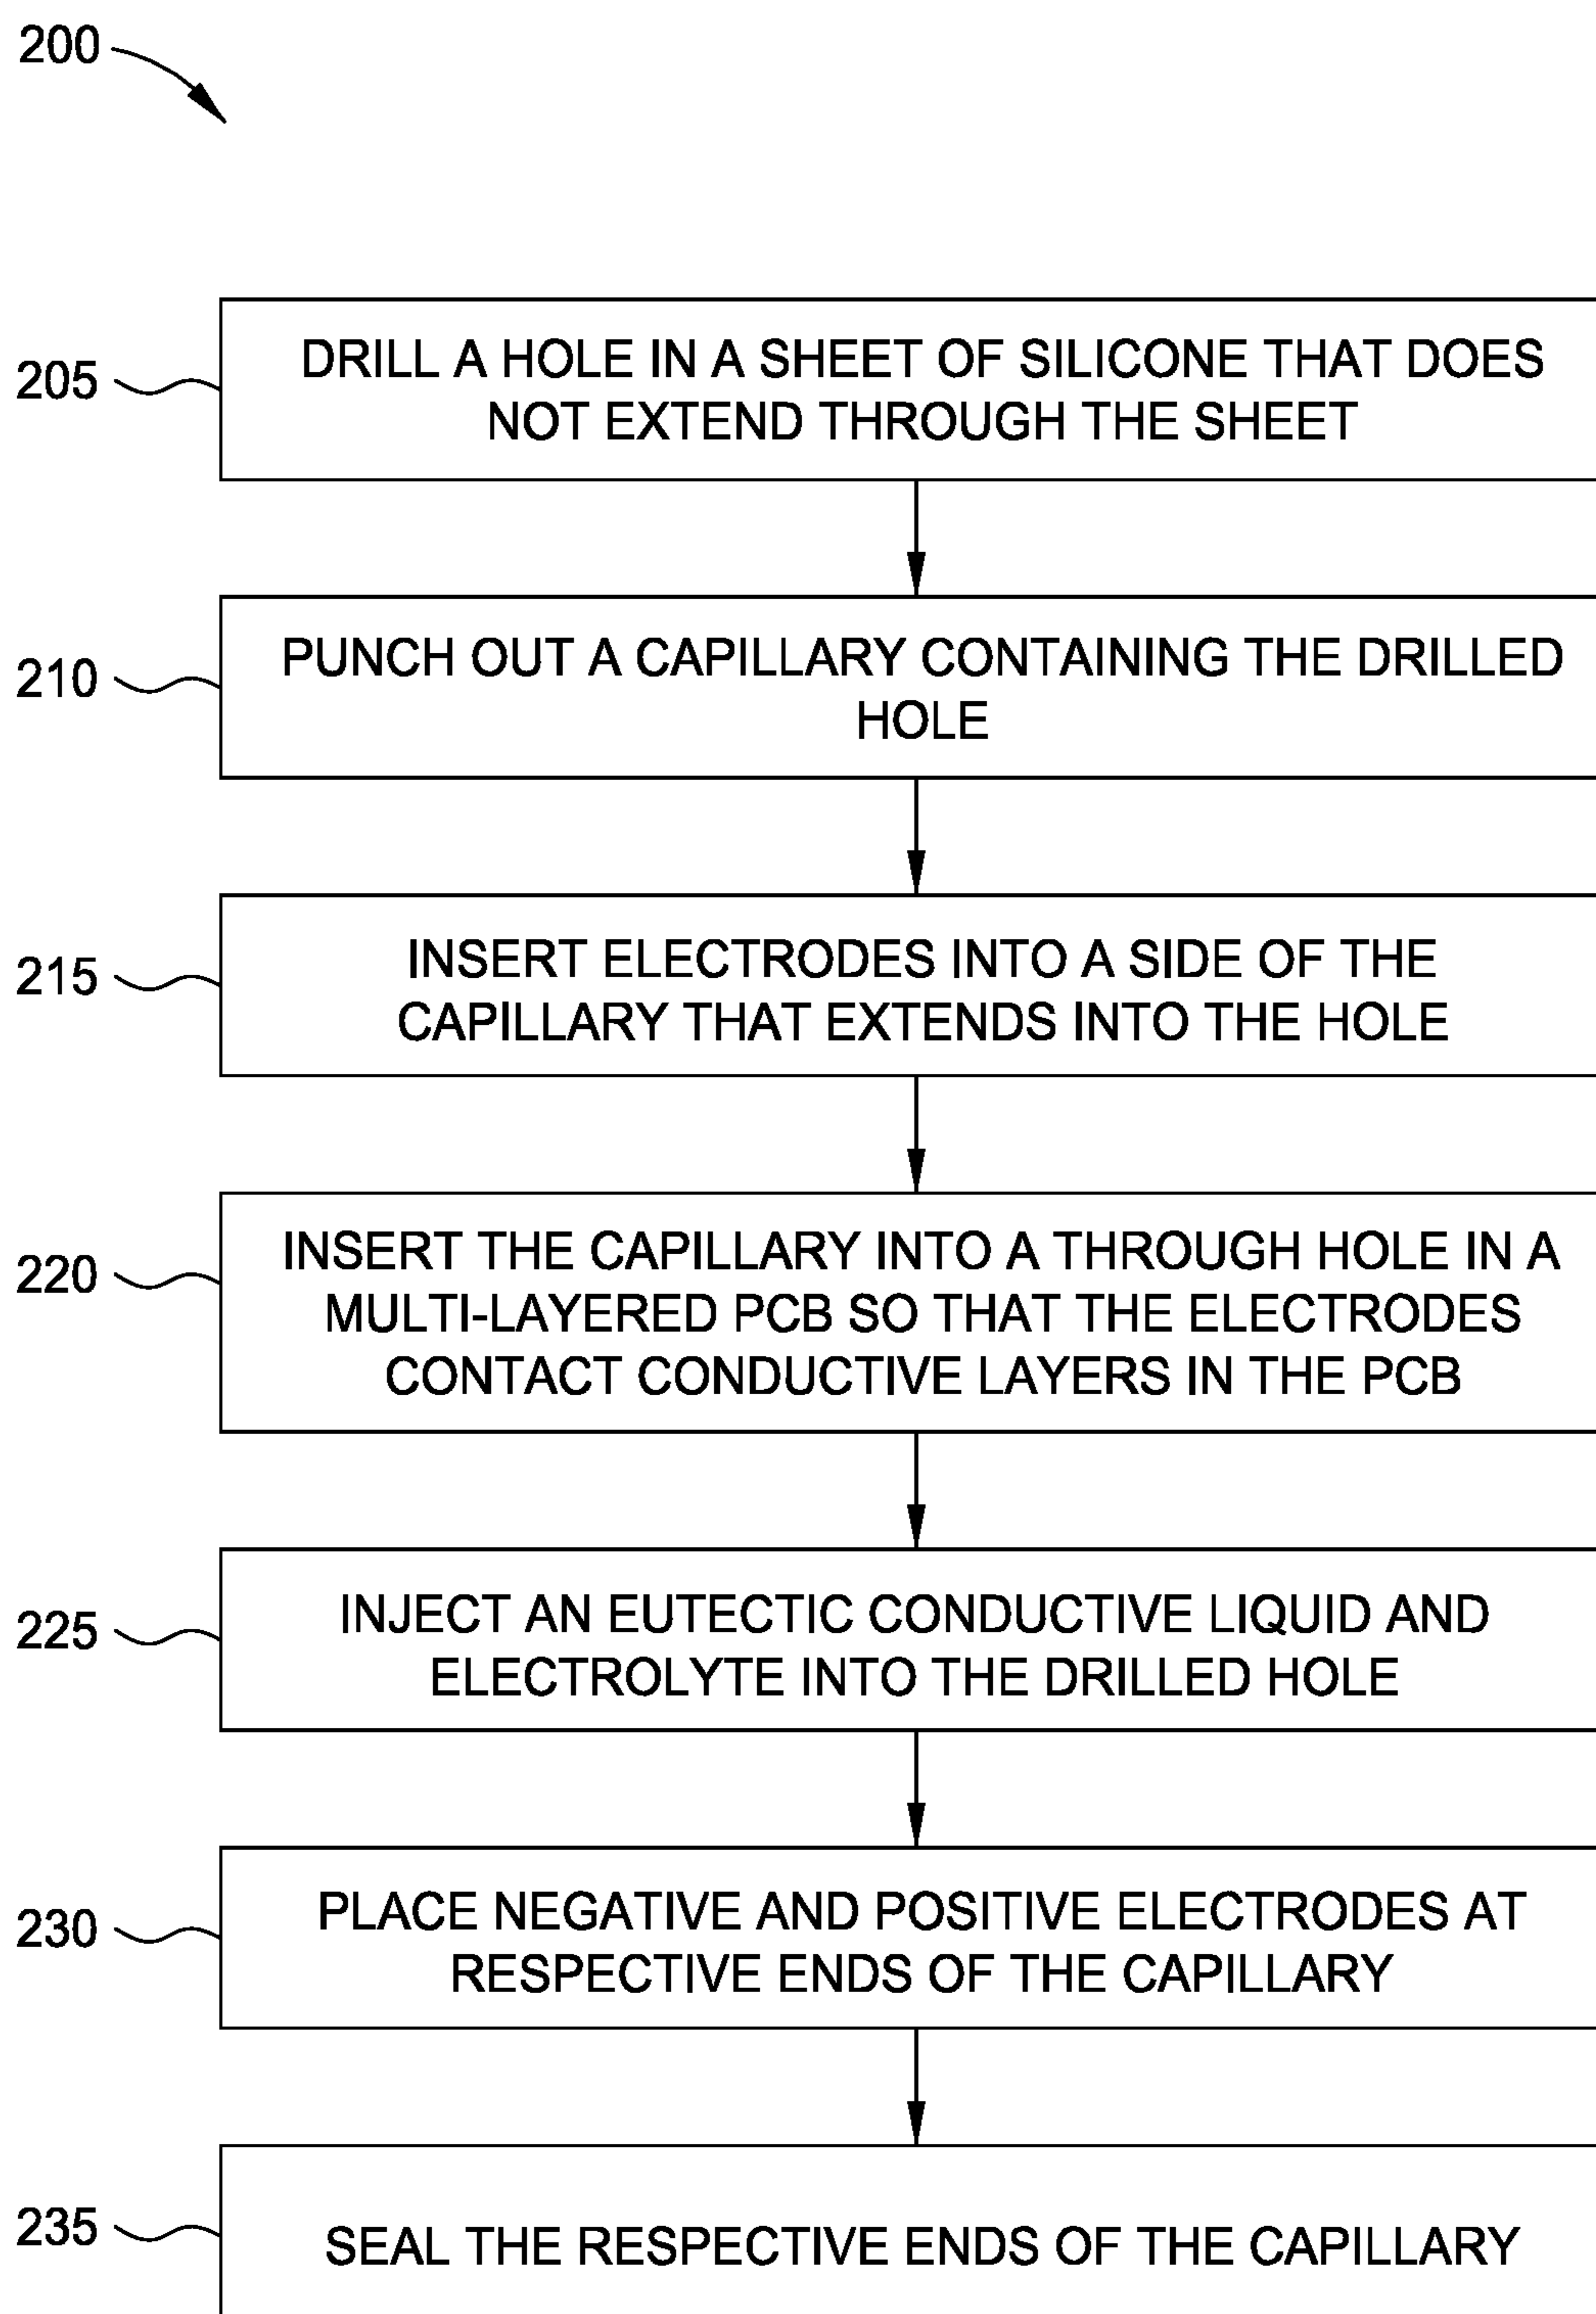 200
205
DRILL A HOLE IN A SHEET OF SILICONE THAT DOES
NOT EXTEND THROUGH THE SHEET
210
PUNCH OUT A CAPILLARY CONTAINING THE DRILLED
HOLE
215
INSERT ELECTRODES INTO A SIDE OF THE
CAPILLARY THAT EXTENDS INTO THE HOLE
220
INSERT THE CAPILLARY INTO A THROUGH HOLE IN A
MULTI-LAYERED PCB SO THAT THE ELECTRODES
CONTACT CONDUCTIVE LAYERS IN THE PCB
225
INJECT AN EUTECTIC CONDUCTIVE LIQUID AND
ELECTROLYTE INTO THE DRILLED HOLE
230
PLACE NEGATIVE AND POSITIVE ELECTRODES AT
RESPECTIVE ENDS OF THE CAPILLARY
235
SEAL THE RESPECTIVE ENDS OF THE CAPILLARY